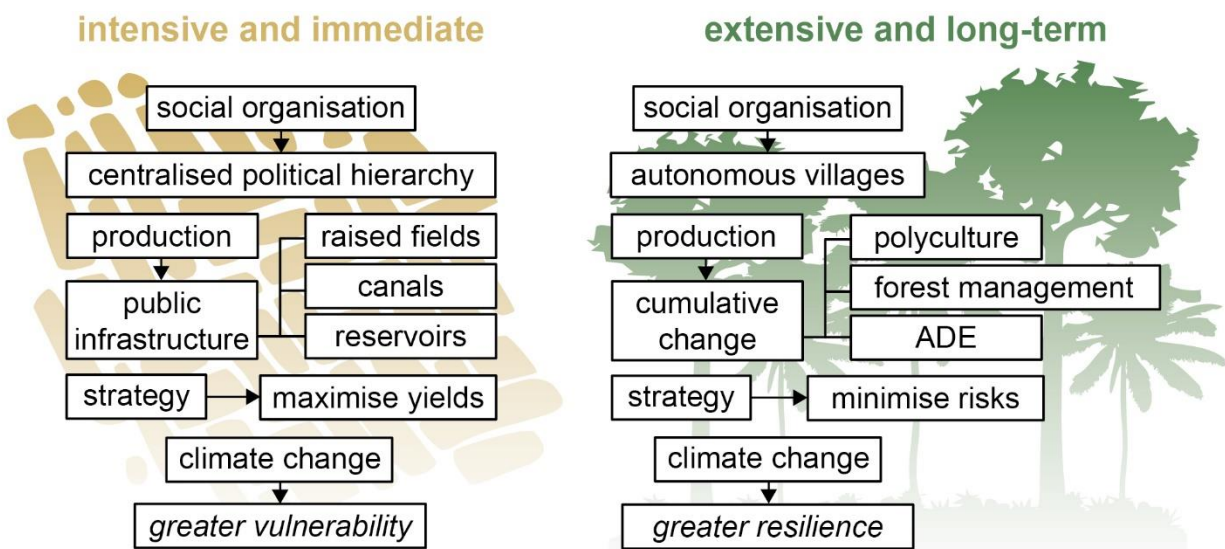 intensive and immediate
social organisation
centralised political hierarchy
production
raised fields
canals
public
infrastructure
reservoirs
strategy
maximise yields
climate change
greater vulnerability
extensive and long-term
social organisation
autonomous villages
production
polyculture
forest management
cumulative
change
ADE
strategy
minimise risks
climate change
greater resilience